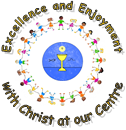 Excellence and Enjoyment
with Christ at our Centre